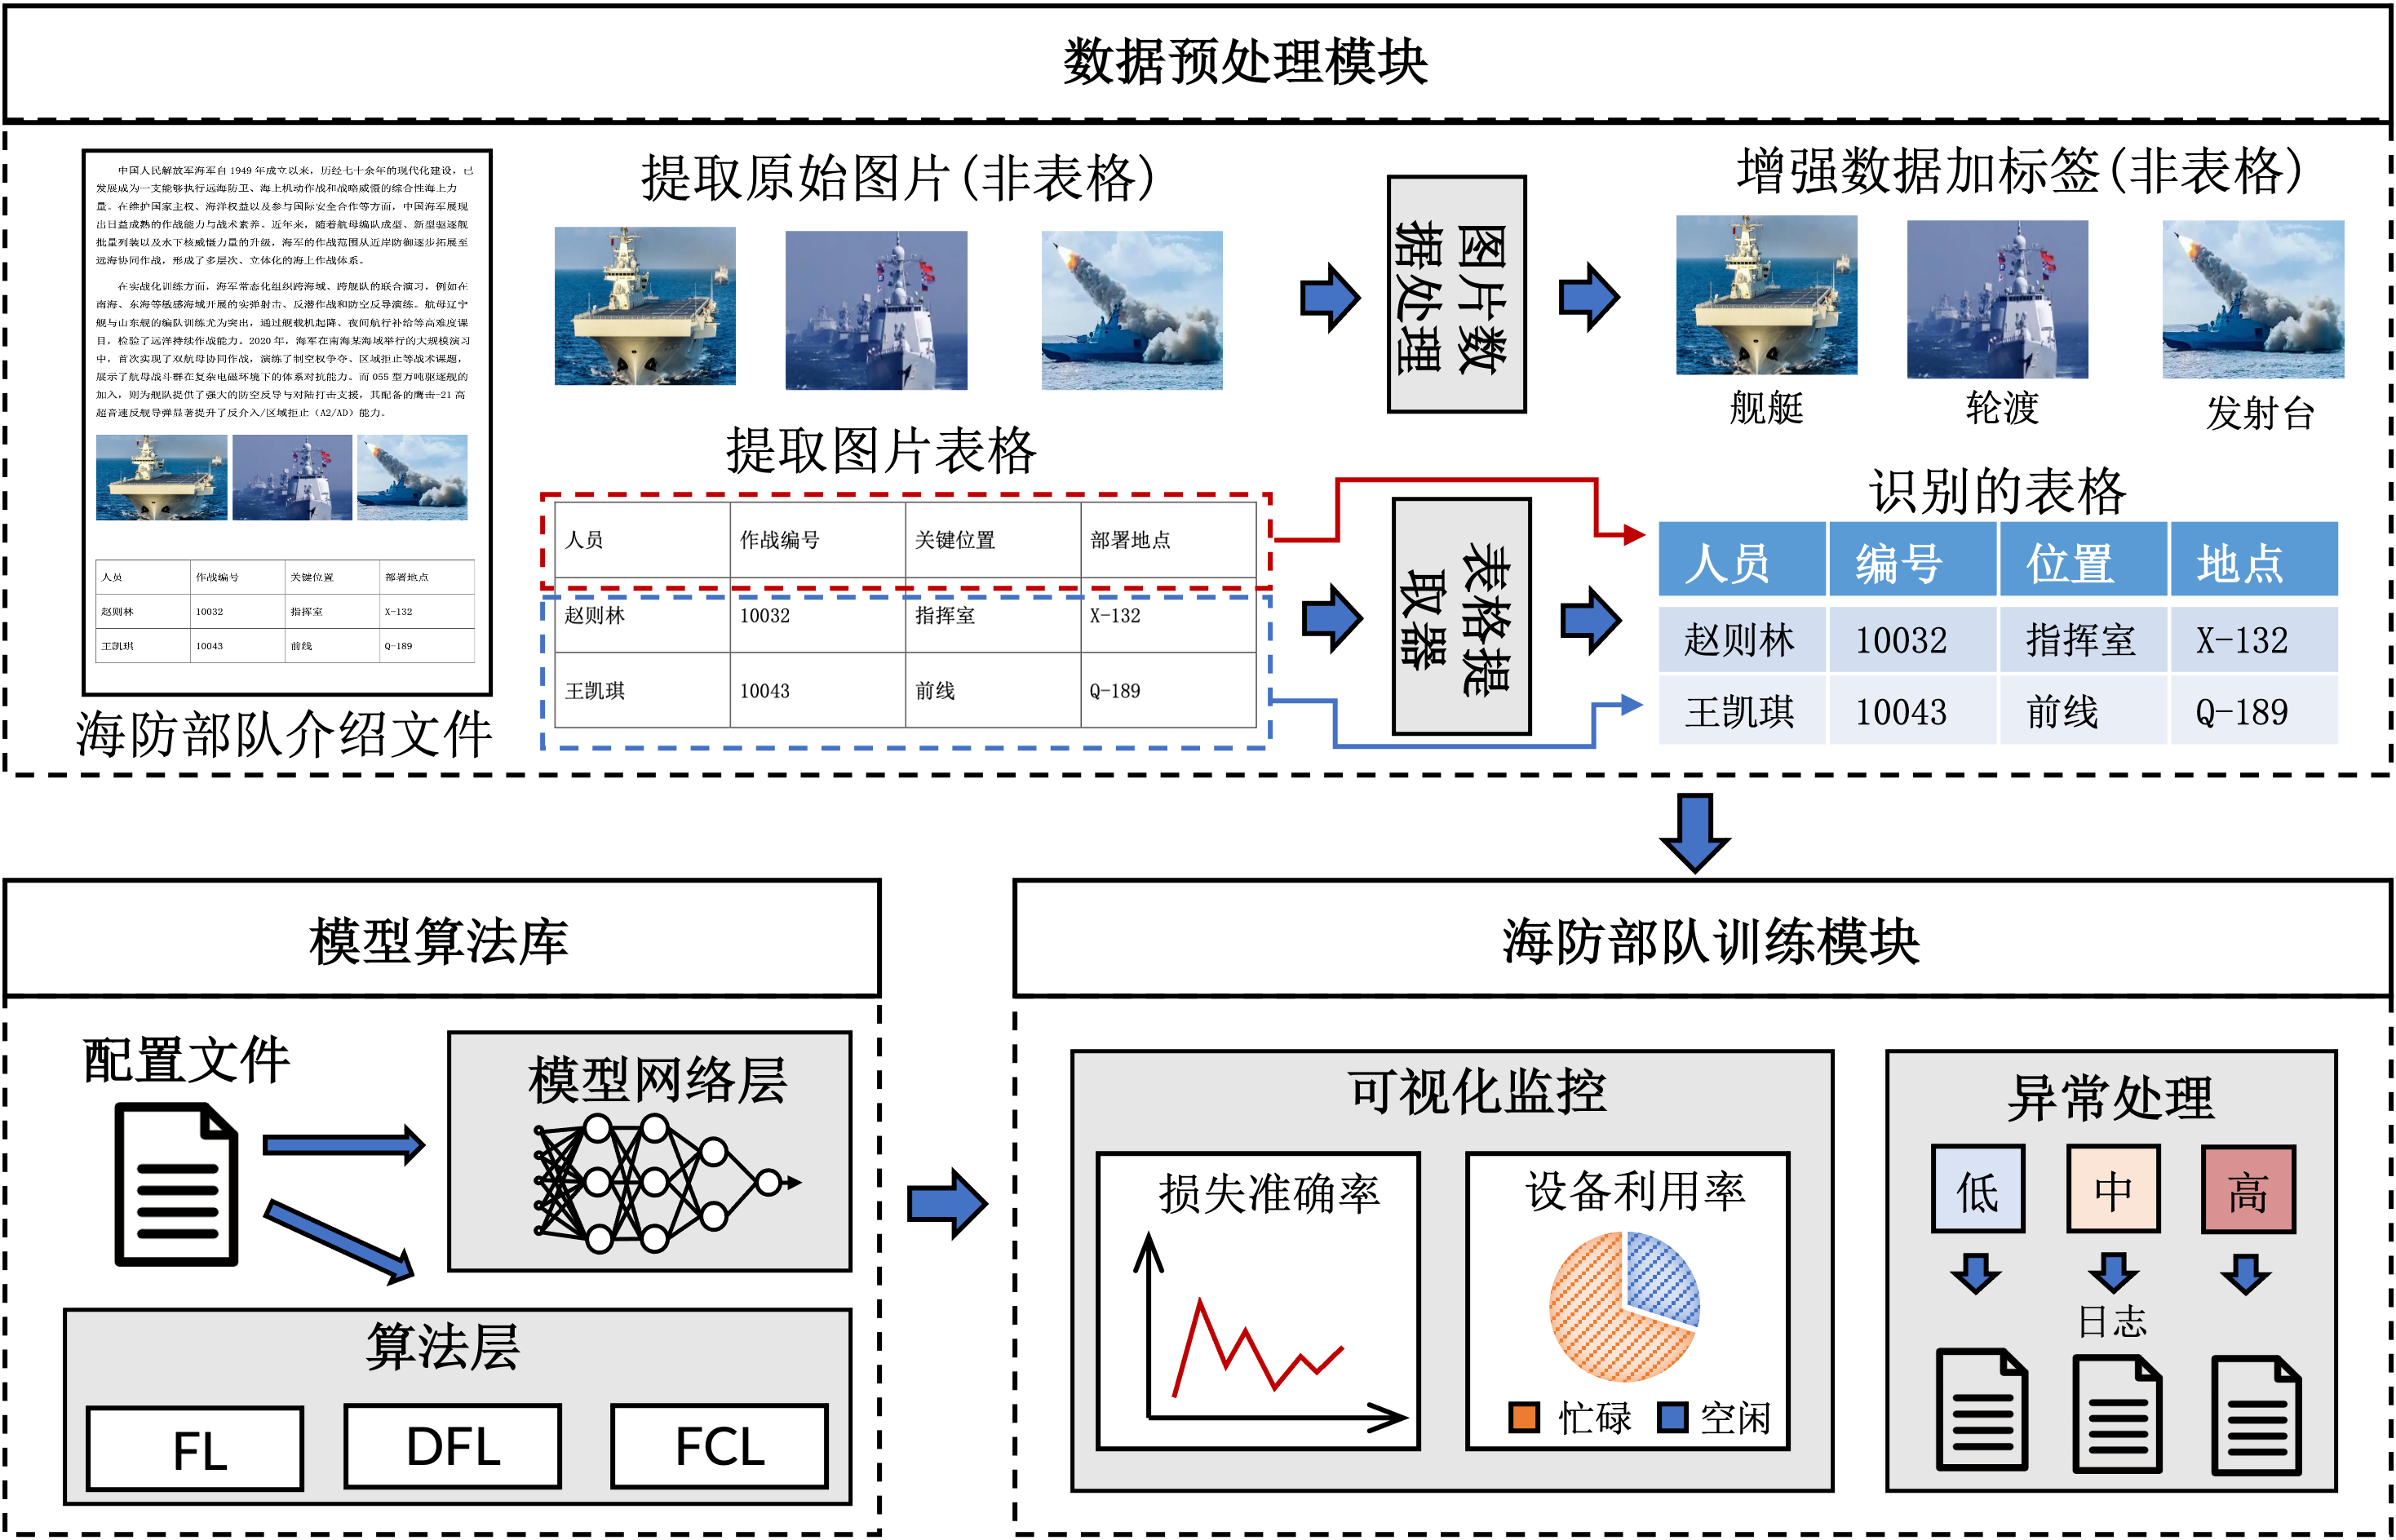 数据预处理模块
中国人民解放军海军自 1949 年成立以来，历经七十余年的现代化建设，已
发展成为一支能够执行远海防卫、海上机动作战和战略威慑的综合性海上力
量。在维护国家主权、海洋权益以及参与国际安全合作等方面，中国海军展现
出日益成熟的作战能力与战术素养。近年来，随着航母编队成型、新型驱逐舰
批量列装以及水下核威慑力量的升级，海军的作战范围从近岸防御逐步拓展至
远海协同作战，形成了多层次、立体化的海上作战体系。
在实战化训练方面，海军常态化组织跨海域、跨舰队的联合演习，例如在
南海、东海等敏感海域开展的实弹射击、反潜作战和防空反导演练。航母辽宁
舰与山东舰的编队训练尤为突出，通过舰载机起降、夜间航行补给等高难度课
目，检验了远洋持续作战能力。2020 年，海军在南海某海域举行的大规模演习
中，首次实现了双航母协同作战，演练了制空权争夺、区域拒止等战术课题，
展示了航母战斗群在复杂电磁环境下的体系对抗能力。而 055 型万吨驱逐舰的
加入，则为舰队提供了强大的防空反导与对陆打击支援，其配备的鹰击-21 高
超音速反舰导弹显著提升了反介入/区域拒止（A2/AD）能力。
人员 作战编号 关键位置 部署地点
赵则林 10032 指挥室 X-132
王凯琪 10043 前线 Q-189
海防部队介绍文件
提取原始图片(非表格)
图片数
据处理
增强数据加标签(非表格)
舰艇 轮渡 发射台
提取图片表格
人员 作战编号 关键位置 部署地点
赵则林 10032 指挥室 X-132
王凯琪 10043 前线 Q-189
表格提
取器
识别的表格
人员 编号 位置 地点
赵则林 10032 指挥室 X-132
王凯琪 10043 前线 Q-189
模型算法库
配置文件
模型网络层
算法层
FL DFL FCL
海防部队训练模块
可视化监控
损失准确率
设备利用率
忙碌 空闲
异常处理
低 中 高
日志